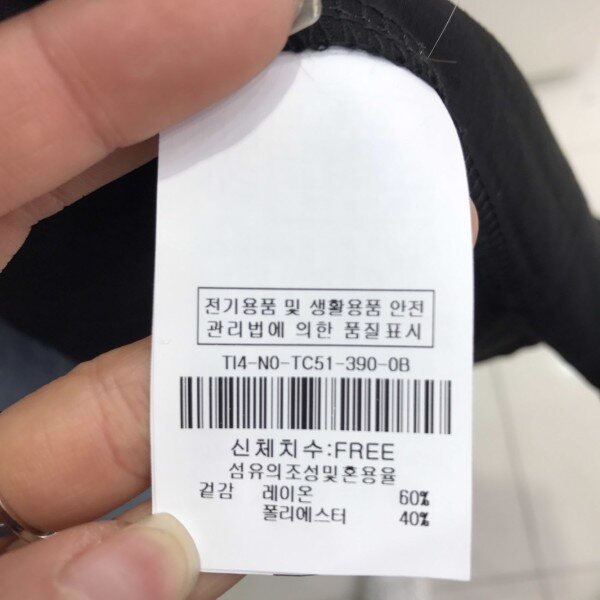 전기용품 및 생활용품 안전
관리법에 의한 품질표시
TI4-N0-TC51-390-0B
신체치수:FREE
섬유의조성및혼용율
겉감 레이온 60%
폴리에스터 40%